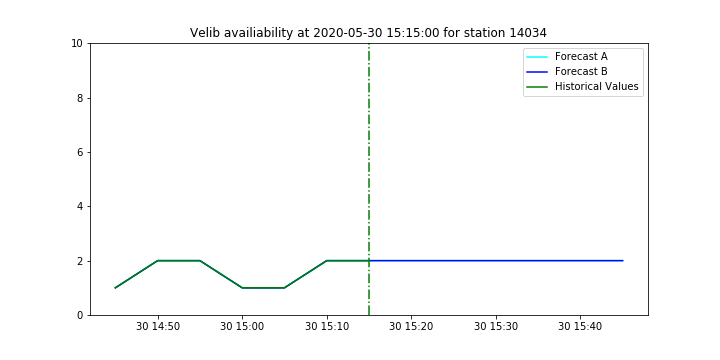 Velib availiability at 2020-05-30 15:15:00 for station 14034
10
8
6
4
2
0
Forecast A
Forecast B
Historical Values
30 14:50 30 15:00 30 15:10 30 15:20 30 15:30 30 15:40